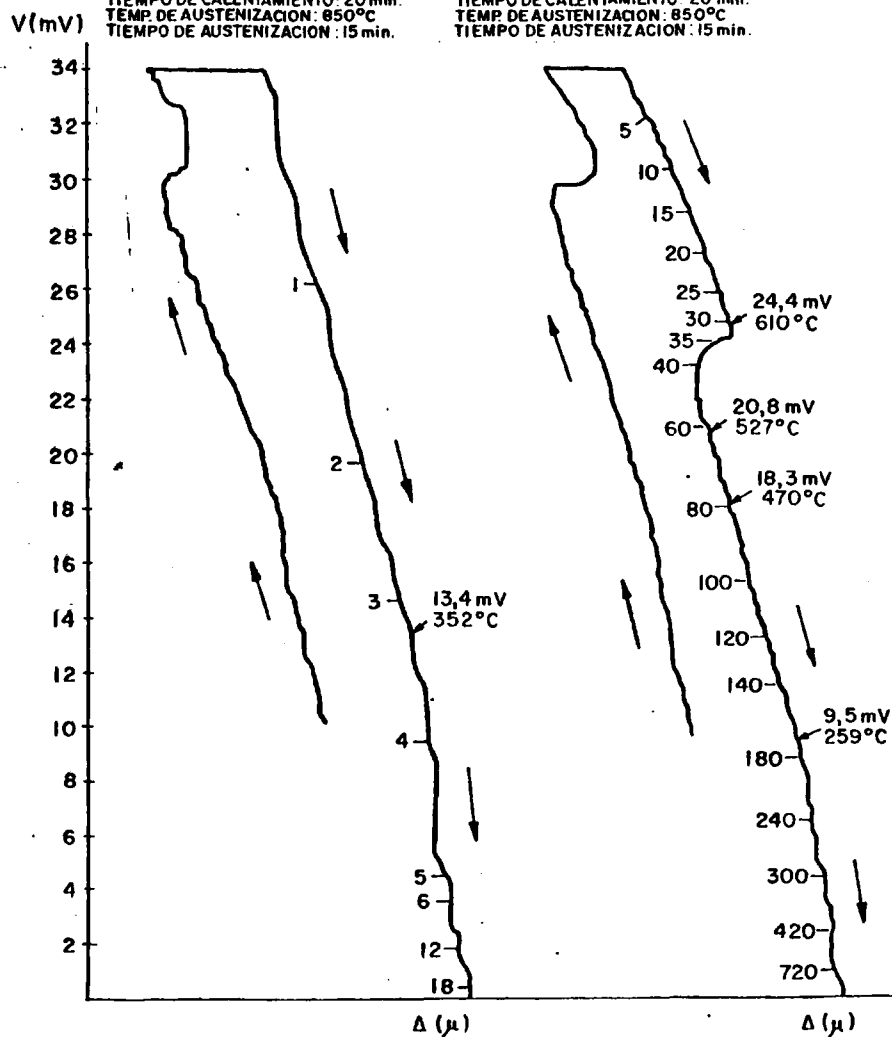 TIEMPO DE CALENTAMIENTO: 20 min.
TEMP. DE AUSTENIZACION: 850°C
TIEMPO DE AUSTENIZACION: 15 min.
TIEMPO DE CALENTAMIENTO: 20 min.
TEMP. DE AUSTENIZACION: 850°C
TIEMPO DE AUSTENIZACION: 15 min.
V(mV)
34
32
30
28
26
24
22
20
18
16
14
12
10
8
6
4
2
1
2
3
13,4 mV
352°C
4
5
6
12
18
Δ (μ)
5
10
15
20
25
30
24,4 mV
610°C
35
40
60
20,8 mV
527°C
80
18,3 mV
470°C
100
120
140
9,5 mV
259°C
180
240
300
420
720
Δ (μ)